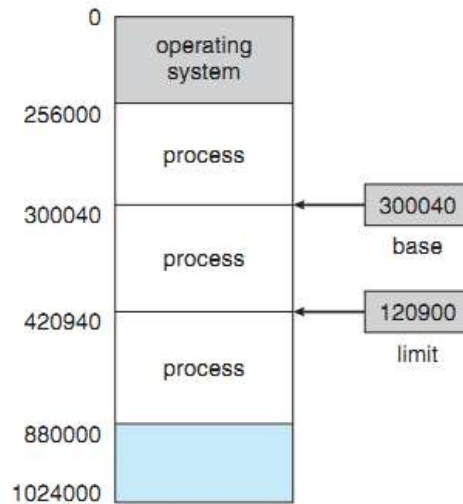 0
operating
system
256000
process
300040
300040
base
process
420940
120900
limit
process
880000
1024000